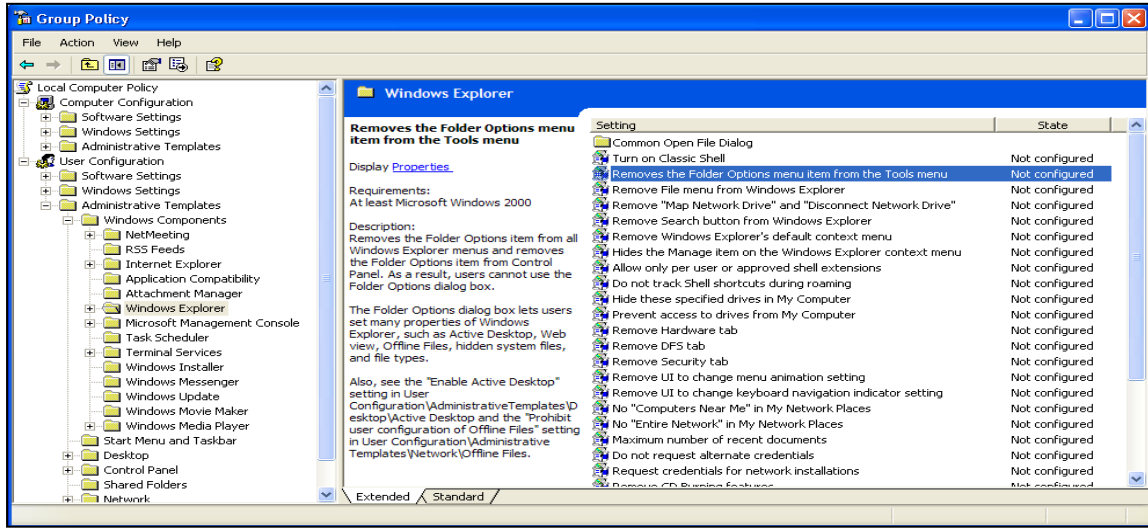 Group Policy
File Action View Help
Local Computer Policy
Computer Configuration
Software Settings
Windows Settings
Administrative Templates
User Configuration
Software Settings
Windows Settings
Administrative Templates
Windows Components
NetMeeting
RSS Feeds
Internet Explorer
Application Compatibility
Attachment Manager
Windows Explorer
Microsoft Management Console
Task Scheduler
Terminal Services
Windows Installer
Windows Messenger
Windows Update
Windows Movie Maker
Windows Media Player
Start Menu and Taskbar
Desktop
Control Panel
Shared Folders
Network
Windows Explorer
Removes the Folder Options menu
item from the Tools menu
Display Properties
Requirements:
At least Microsoft Windows 2000
Description:
Removes the Folder Options item from all
Windows Explorer menus and removes
the Folder Options item from Control
Panel. As a result, users cannot use the
Folder Options dialog box.
The Folder Options dialog box lets users
set many properties of Windows
Explorer, such as Active Desktop, Web
view, Offline Files, hidden system files,
and file types.
Also, see the "Enable Active Desktop"
setting in User
Configuration\AdministrativeTemplates\D
esktop\Active Desktop and the "Prohibit
user configuration of Offline Files" setting
in User Configuration\Administrative
Templates\Network\Offline Files.
Setting State
Common Open File Dialog
Turn on Classic Shell Not configured
Removes the Folder Options menu item from the Tools menu Not configured
Remove File menu from Windows Explorer Not configured
Remove "Map Network Drive" and "Disconnect Network Drive" Not configured
Remove Search button from Windows Explorer Not configured
Remove Windows Explorer's default context menu Not configured
Hides the Manage item on the Windows Explorer context menu Not configured
Allow only per user or approved shell extensions Not configured
Do not track Shell shortcuts during roaming Not configured
Hide these specified drives in My Computer Not configured
Prevent access to drives from My Computer Not configured
Remove Hardware tab Not configured
Remove DFS tab Not configured
Remove Security tab Not configured
Remove UI to change menu animation setting Not configured
Remove UI to change keyboard navigation indicator setting Not configured
No "Computers Near Me" in My Network Places Not configured
No "Entire Network" in My Network Places Not configured
Maximum number of recent documents Not configured
Do not request alternate credentials Not configured
Request credentials for network installations Not configured
Remove CD Burning features Not configured
Extended Standard